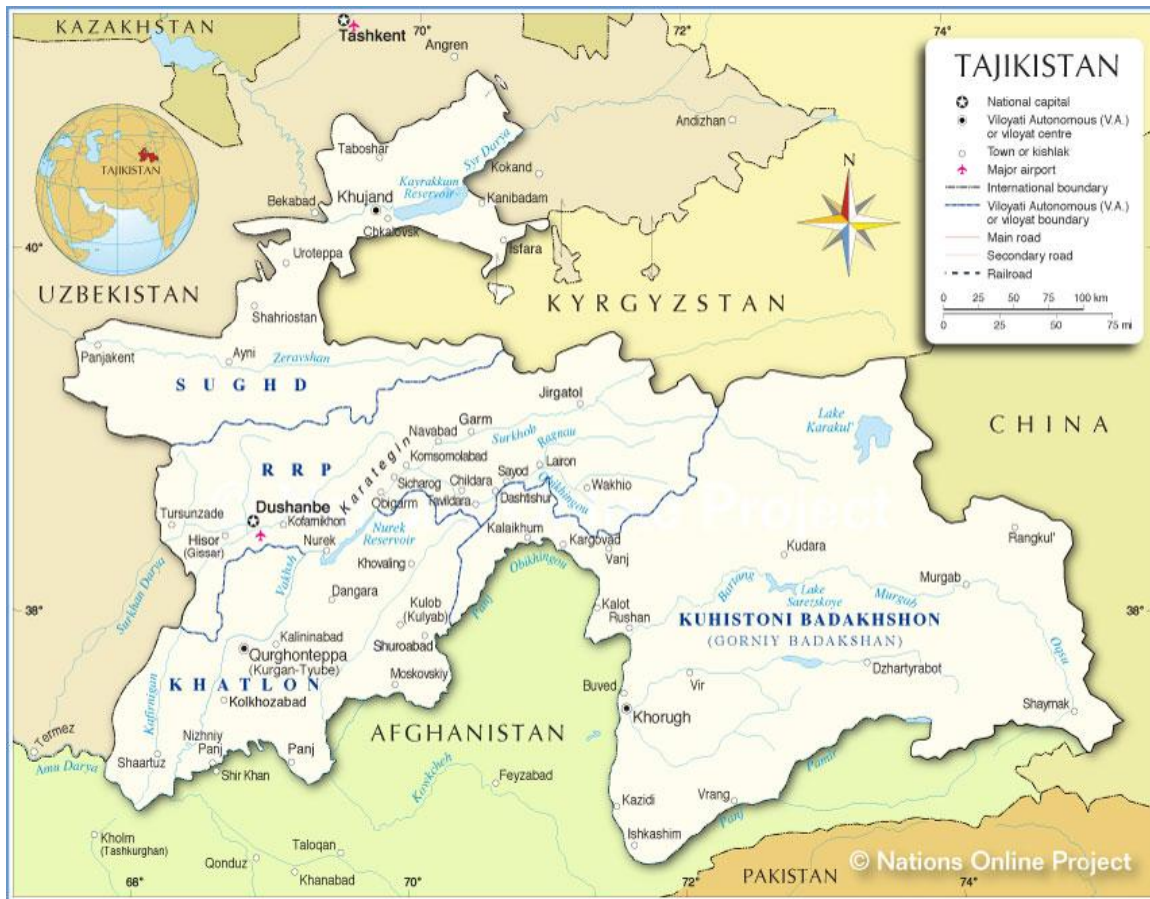 KAZAKHSTAN
Tashkent
70°
72°
74°
Angren
TAJIKISTAN
National capital
Viloyati Autonomous (V.A.)
or viloyat centre
Town or kishlak
Major airport
International boundary
Viloyati Autonomous (V.A.)
or viloyat boundary
Main road
Secondary road
Railroad
0 25 50 75 100 km
0 25 50 75 mi
TAJIKISTAN
Andizhan
Taboshar
Syr Darya
Kokand
N
Kayrakkum
Reservoir
Khujand
Bekabad
Kanibadam
Chkalovsk
Isfara
40°
40°
Uroteppa
UZBEKISTAN
KYRGYZSTAN
Shahriostan
Panjakent
Ayni
Zeravshan
SUGHD
Jirgatol
CHINA
Lake
Karakul'
Garm
Navabad
Surkhob
Karategin
Ragnau
RRP
Komsomolabad
Lairon
Sicharog
Childara
Sayod
Obikhingou
Wakhio
Obigarm
Tavildara
Dashtishur
Dushanbe
Tursunzade
Kofarnikhon
Nurek
Reservoir
Hisor
(Gissar)
Nurek
Kalaikhum
Kargovad
Vanj
Rangkul'
Kudara
Khovaling
Obikhingou
Vakhsh
Surkhan Darya
Dangara
Kulob
(Kulyab)
Panj
Kalot
Rushan
Bartang
Lake
Sarezskoye
Murgab
Murgab
38°
38°
KUHISTONI BADAKHSHON
(GORNIY BADAKSHAN)
Kalininabad
Shuroabad
Qurghonteppa
(Kurgan-Tyube)
Moskovskiy
Oqsu
Dzhartyrabot
Vir
KHATLON
Kolkhozabad
Kafirnigan
Buved
Khorugh
Shaymak
AFGHANISTAN
Termez
Nizhniy
Panj
Panj
Amu Darya
Shaartuz
Shir Khan
Kowkcheh
Feyzabad
Pamir
Kazidi
Vrang
Panj
Ishkashim
Kholm
(Tashkurghan)
Taloqan
Qonduz
Khanabad
PAKISTAN
© Nations Online Project
68°
70°
72°
74°